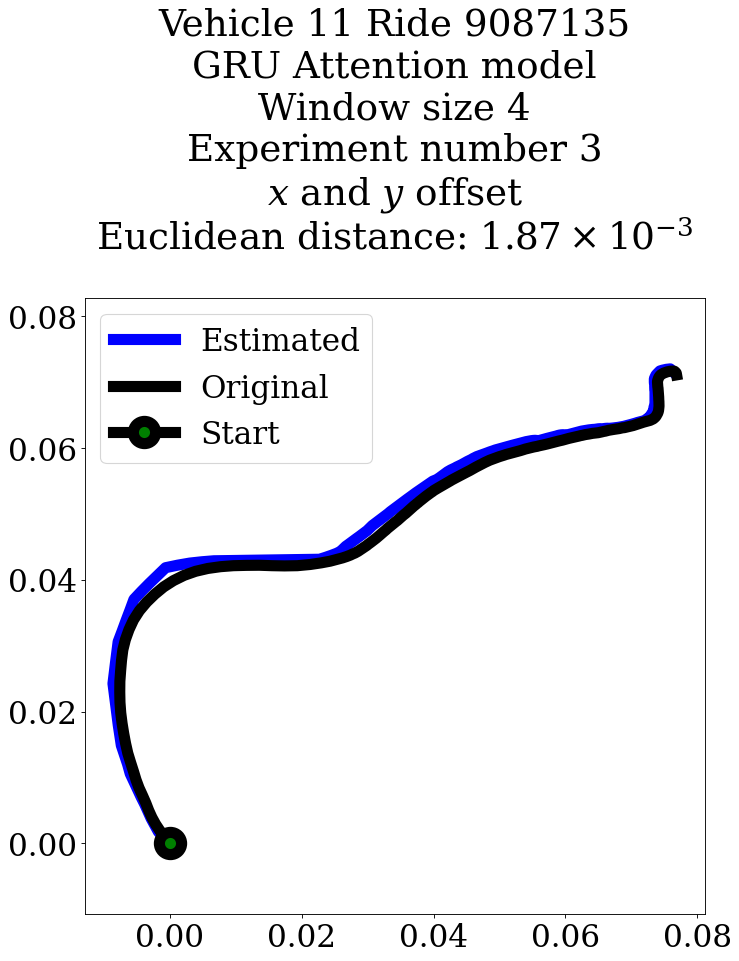 Vehicle 11 Ride 9087135
GRU Attention model
Window size 4
Experiment number 3
x and y offset
Euclidean distance: 1.87 × 10⁻³
0.08
0.06
0.04
0.02
0.00
Estimated
Original
Start
0.00 0.02 0.04 0.06 0.08